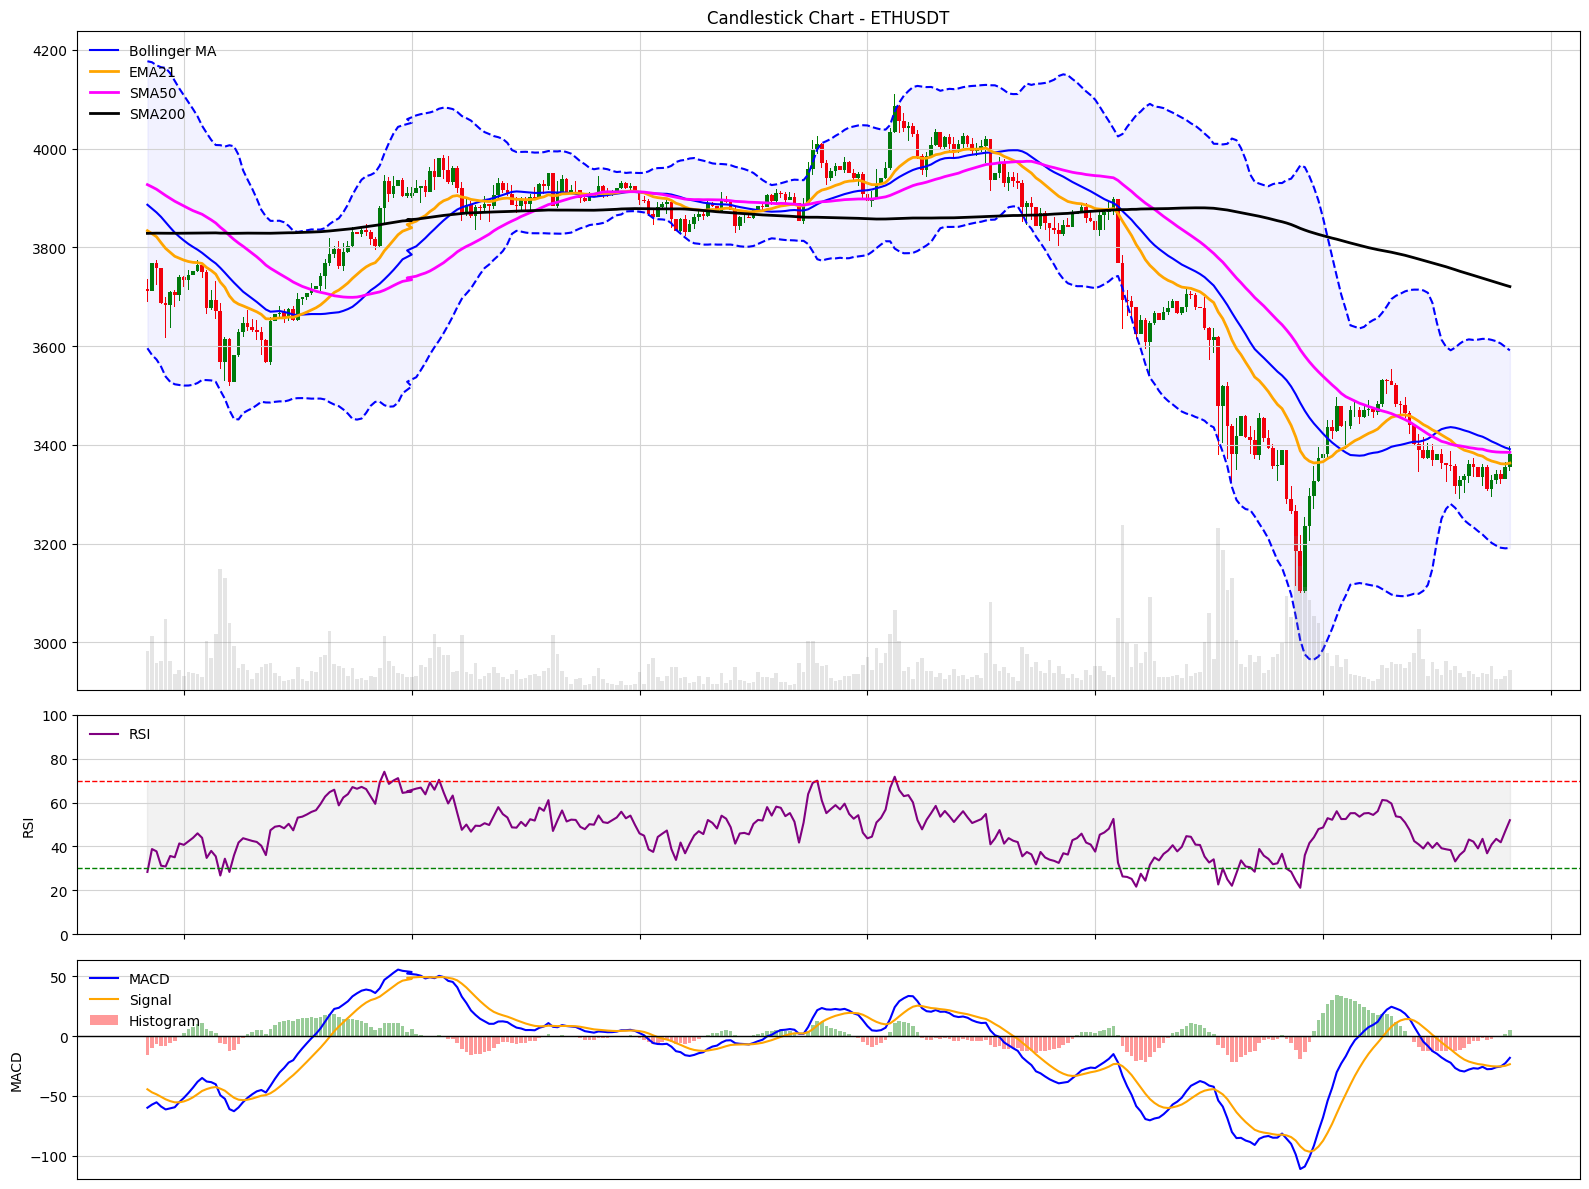 Candlestick Chart - ETHUSDT
4200
4000
3800
3600
3400
3200
3000
Bollinger MA
EMA21
SMA50
SMA200
100
80
60
40
20
0
RSI
RSI
50
0
−50
−100
MACD
MACD
Signal
Histogram